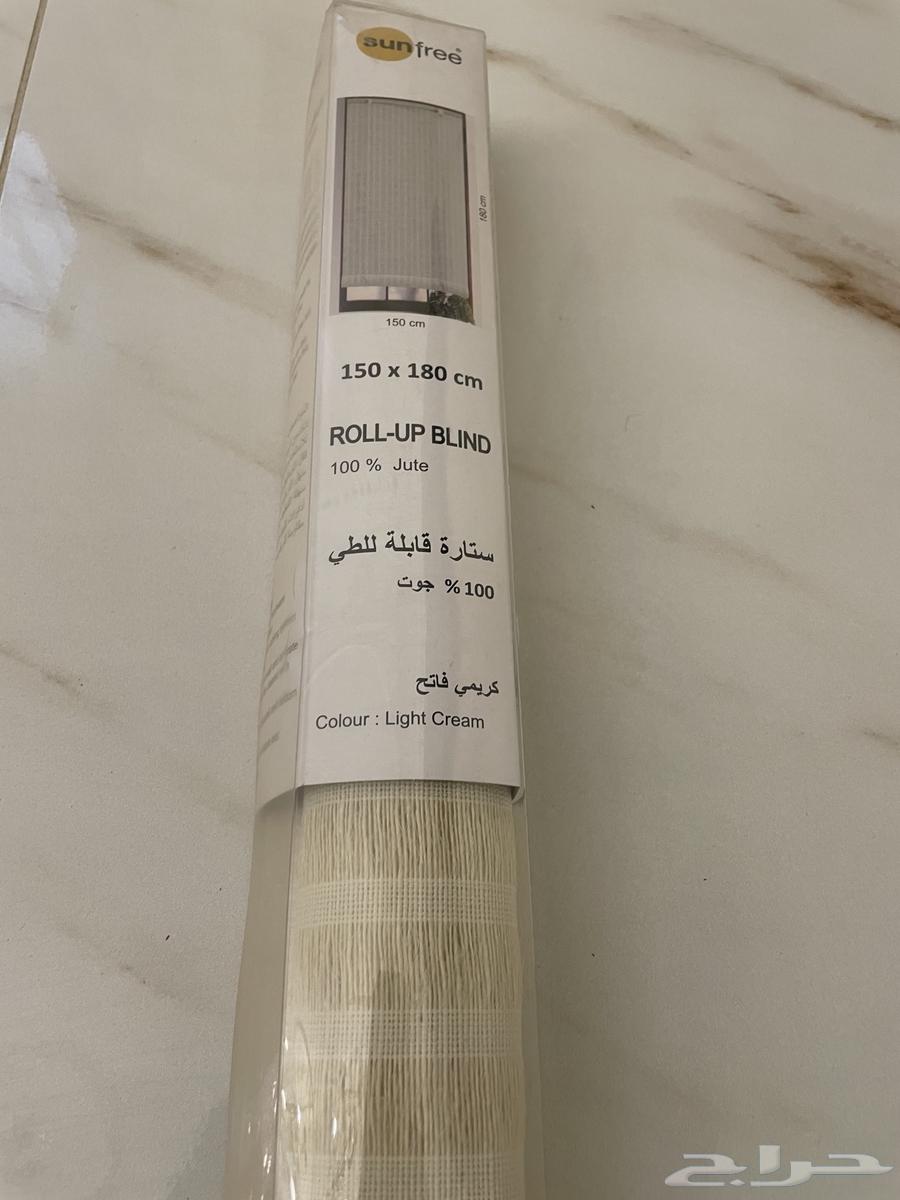 sunfree®
180 cm
150 cm
150 x 180 cm
ROLL-UP BLIND
100 % Jute
ستارة قابلة للطي
100 % جوت
كريمي فاتح
Colour : Light Cream
حراج